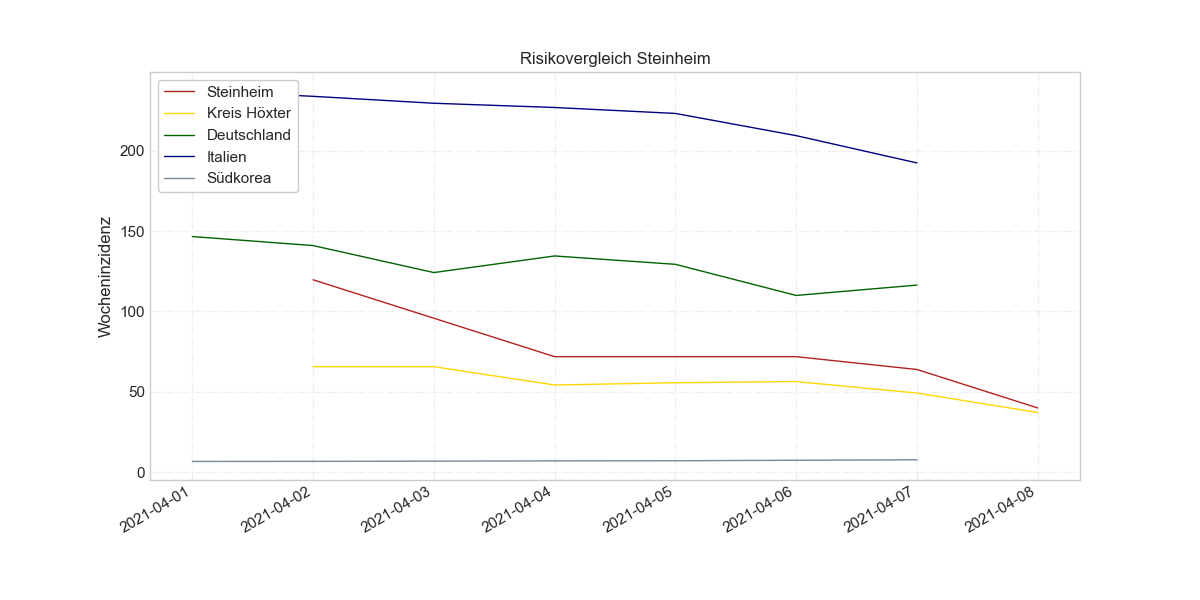 Risikovergleich Steinheim
Steinheim
Kreis Höxter
Deutschland
Italien
Südkorea
Wocheninzidenz
200
150
100
50
0
2021-04-01
2021-04-02
2021-04-03
2021-04-04
2021-04-05
2021-04-06
2021-04-07
2021-04-08